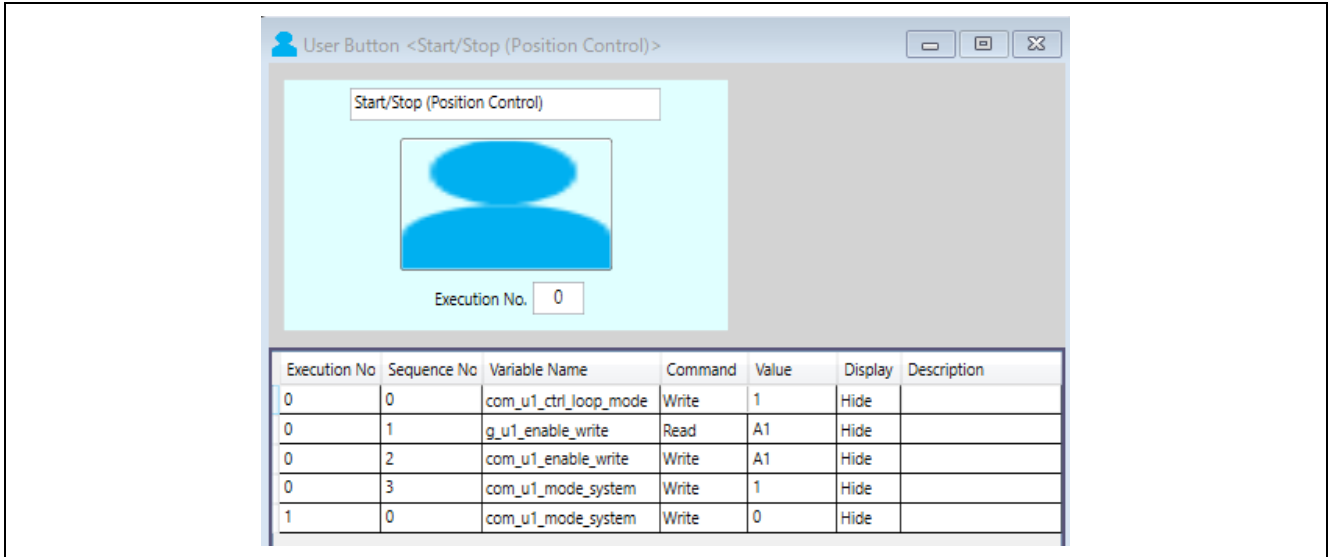 User Button <Start/Stop (Position Control)>
Start/Stop (Position Control)
Execution No. 0
Execution No Sequence No Variable Name Command Value Display Description
0 0 com_u1_ctrl_loop_mode Write 1 Hide
0 1 g_u1_enable_write Read A1 Hide
0 2 com_u1_enable_write Write A1 Hide
0 3 com_u1_mode_system Write 1 Hide
1 0 com_u1_mode_system Write 0 Hide